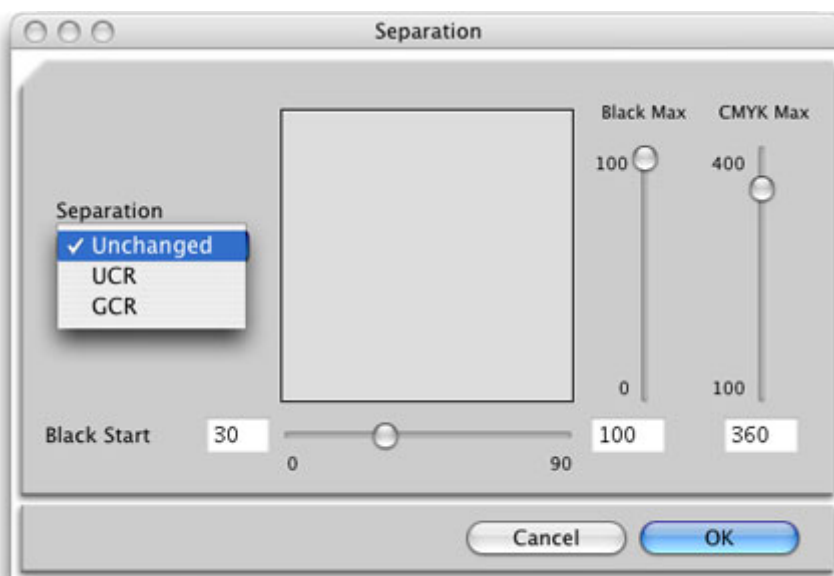 Separation
Black Max CMYK Max
100 400
Separation
✓ Unchanged
UCR
GCR
0 100
Black Start 30 100 360
0 90
Cancel OK